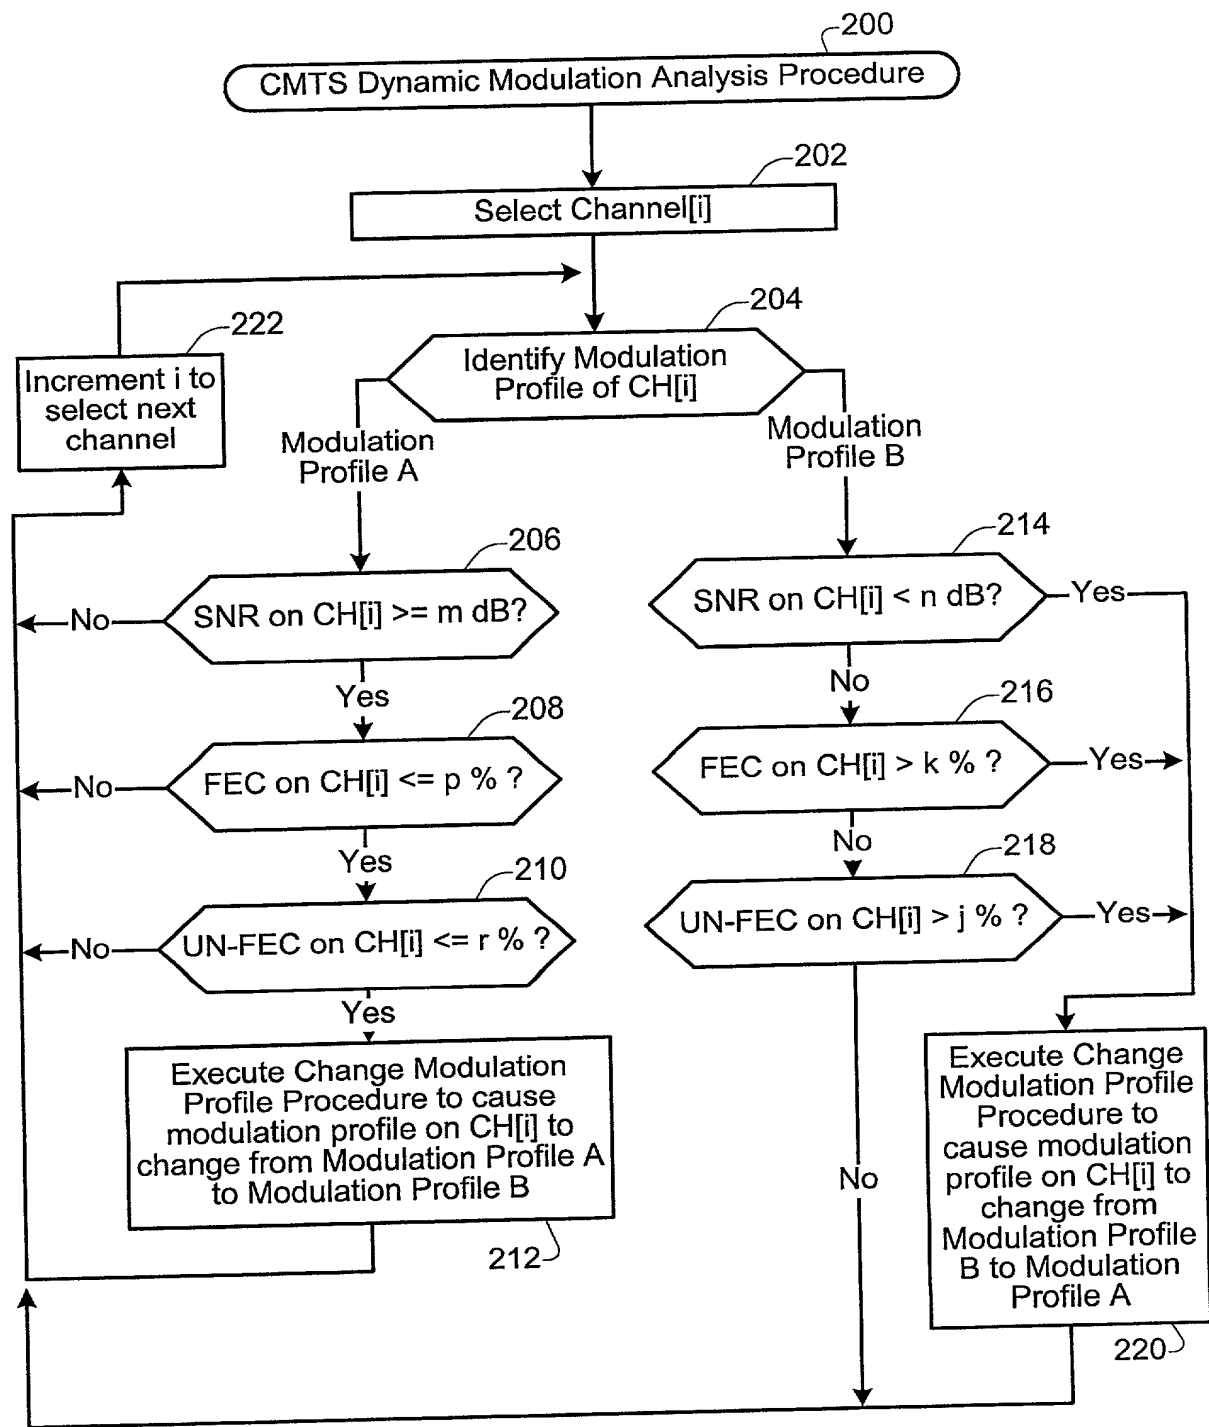 200
CMTS Dynamic Modulation Analysis Procedure
202
Select Channel[i]
204
Identify Modulation
Profile of CH[i]
222
Increment i to
select next
channel
Modulation
Profile A
Modulation
Profile B
206
SNR on CH[i] >= m dB?
No
Yes
208
FEC on CH[i] <= p % ?
No
Yes
210
UN-FEC on CH[i] <= r % ?
No
Yes
Execute Change Modulation
Profile Procedure to cause
modulation profile on CH[i] to
change from Modulation Profile A
to Modulation Profile B
212
214
SNR on CH[i] < n dB?
Yes
No
216
FEC on CH[i] > k % ?
Yes
No
218
UN-FEC on CH[i] > j % ?
Yes
No
Execute Change
Modulation Profile
Procedure to
cause modulation
profile on CH[i] to
change from
Modulation Profile
B to Modulation
Profile A
220